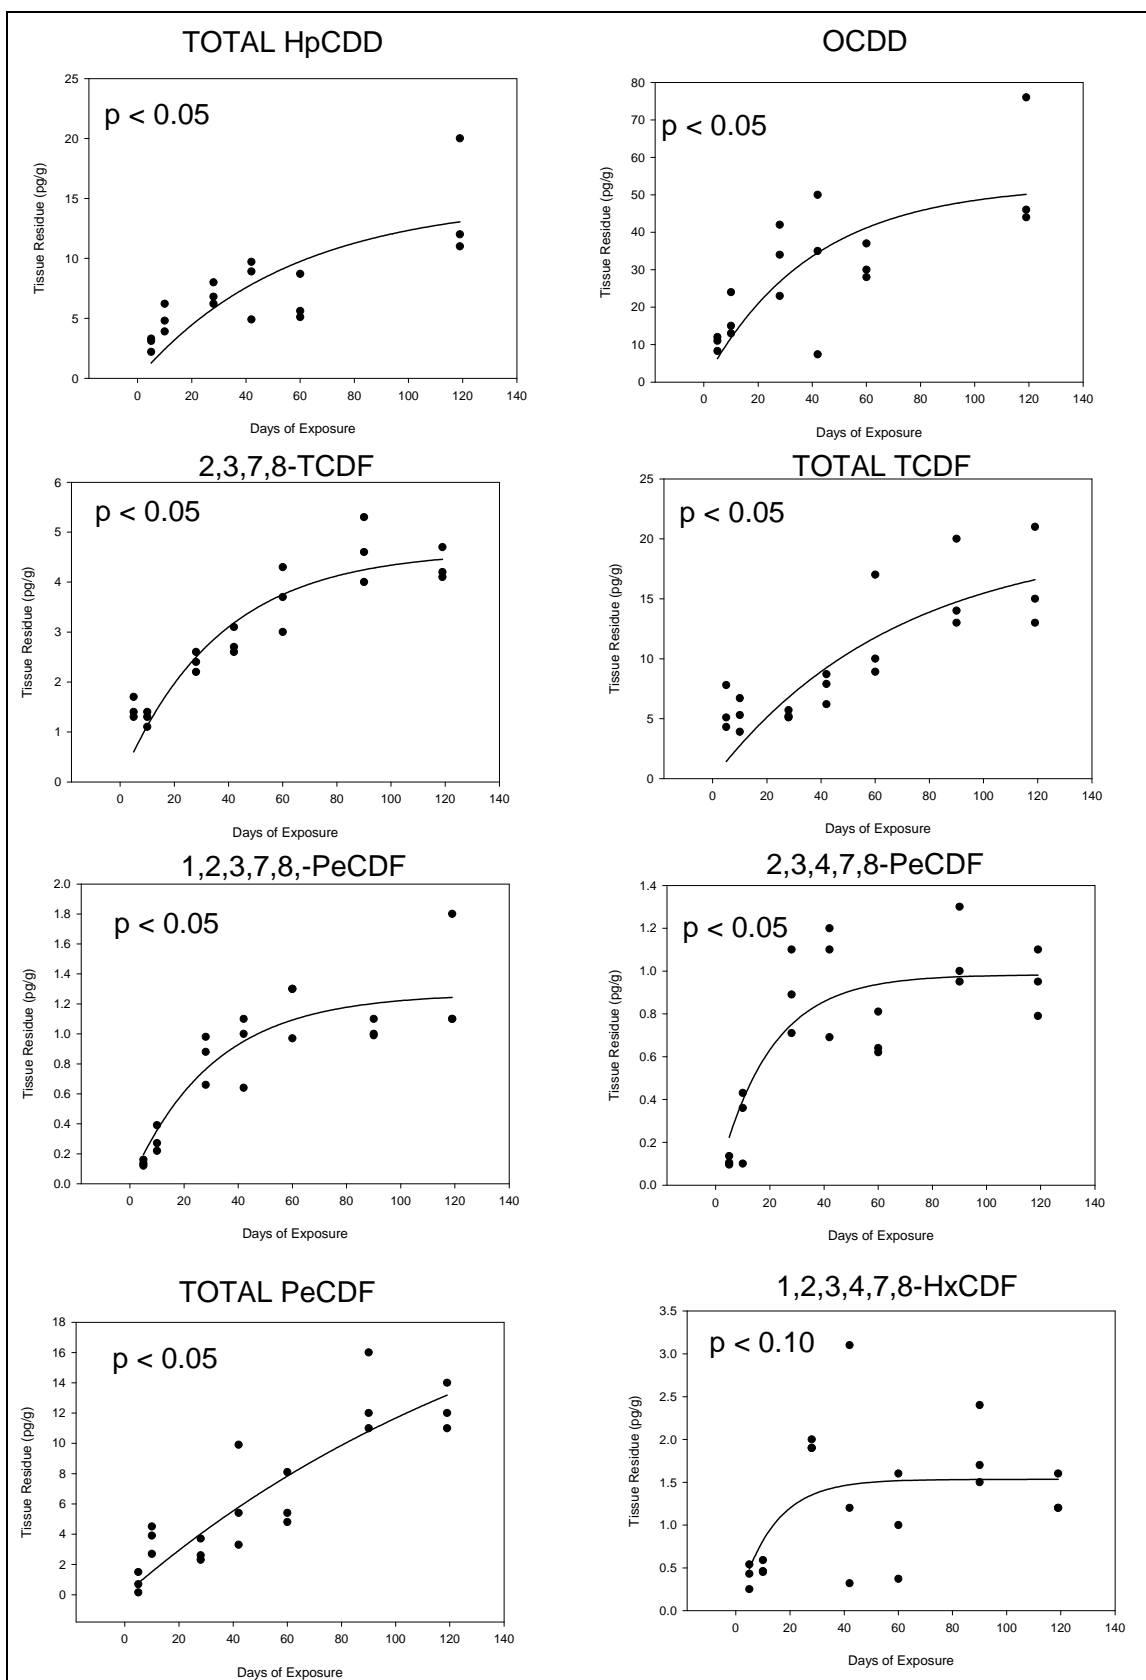 TOTAL HpCDD
p < 0.05
Tissue Residue (pg/g)
25
20
15
10
5
0
0 20 40 60 80 100 120 140
Days of Exposure
OCDD
p < 0.05
Tissue Residue (pg/g)
80
70
60
50
40
30
20
10
0
0 20 40 60 80 100 120 140
Days of Exposure
2,3,7,8-TCDF
p < 0.05
Tissue Residue (pg/g)
6
5
4
3
2
1
0
0 20 40 60 80 100 120 140
Days of Exposure
TOTAL TCDF
p < 0.05
Tissue Residue (pg/g)
25
20
15
10
5
0
0 20 40 60 80 100 120 140
Days of Exposure
1,2,3,7,8,-PeCDF
p < 0.05
Tissue Residue (pg/g)
2.0
1.8
1.6
1.4
1.2
1.0
0.8
0.6
0.4
0.2
0.0
0 20 40 60 80 100 120 140
Days of Exposure
2,3,4,7,8-PeCDF
p < 0.05
Tissue Residue (pg/g)
1.4
1.2
1.0
0.8
0.6
0.4
0.2
0.0
0 20 40 60 80 100 120 140
Days of Exposure
TOTAL PeCDF
p < 0.05
Tissue Residue (pg/g)
18
16
14
12
10
8
6
4
2
0
0 20 40 60 80 100 120 140
Days of Exposure
1,2,3,4,7,8-HxCDF
p < 0.10
Tissue Residue (pg/g)
3.5
3.0
2.5
2.0
1.5
1.0
0.5
0.0
0 20 40 60 80 100 120 140
Days of Exposure